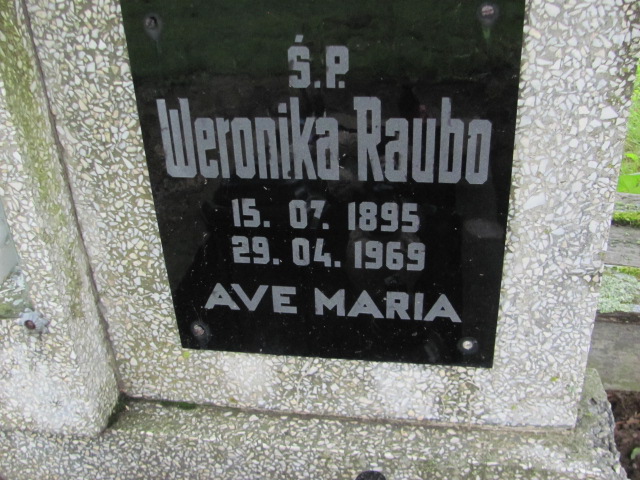 Ś.P.
Weronika Raubo
15. 07. 1895
29. 04. 1969
AVE MARIA